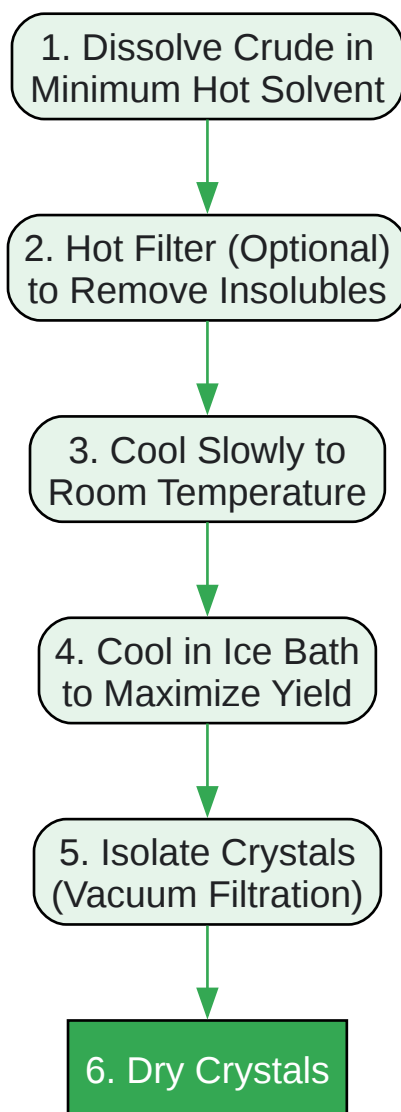 1. Dissolve Crude in
Minimum Hot Solvent
2. Hot Filter (Optional)
to Remove Insolubles
3. Cool Slowly to
Room Temperature
4. Cool in Ice Bath
to Maximize Yield
5. Isolate Crystals
(Vacuum Filtration)
6. Dry Crystals